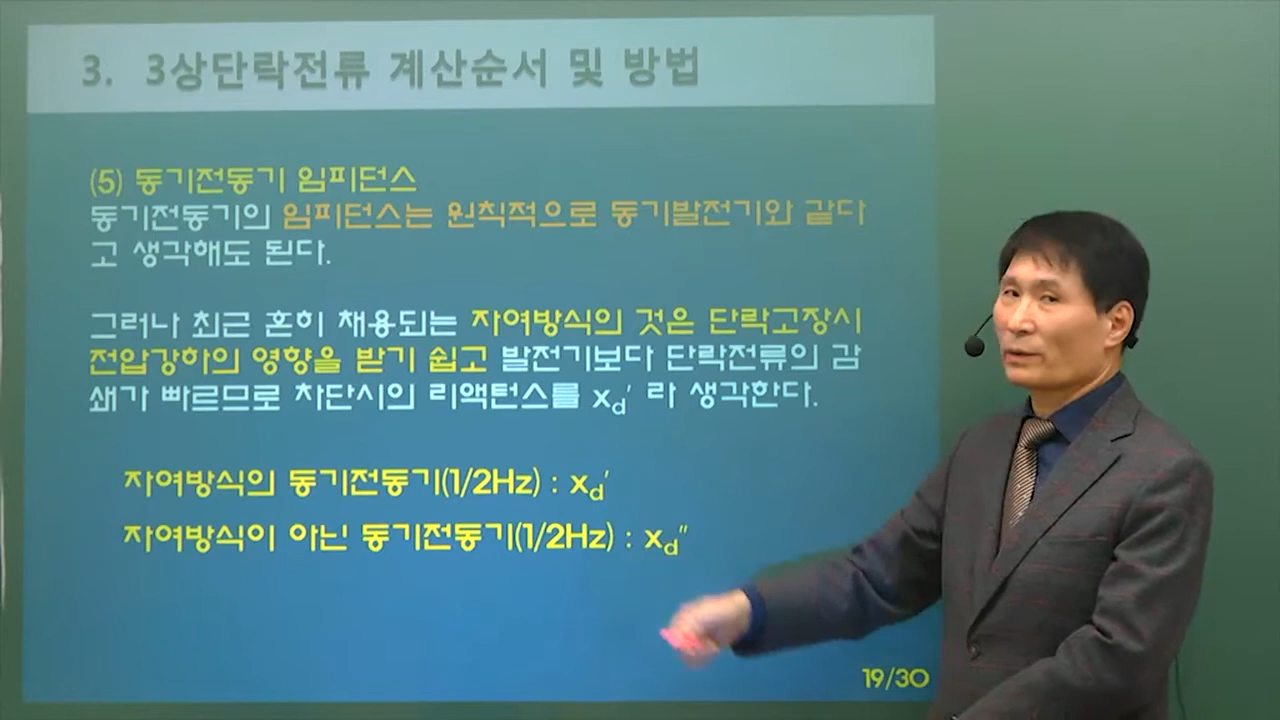 3. 3상단락전류 계산순서 및 방법
(5) 동기전동기 임피던스
동기전동기의 임피던스는 원칙적으로 동기발전기와 같다
고 생각해도 된다.
그러나 최근 흔히 채용되는 자여방식의 것은 단락고장시
전압강하의 영향을 받기 쉽고 발전기보다 단락전류의 감
쇄가 빠르므로 차단시의 리액턴스를 xd′ 라 생각한다.
자여방식의 동기전동기(1/2Hz) : xd′
자여방식이 아닌 동기전동기(1/2Hz) : xd″
19/30